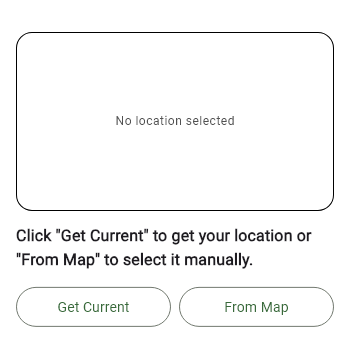 No location selected
Click "Get Current" to get your location or
"From Map" to select it manually.
Get Current
From Map